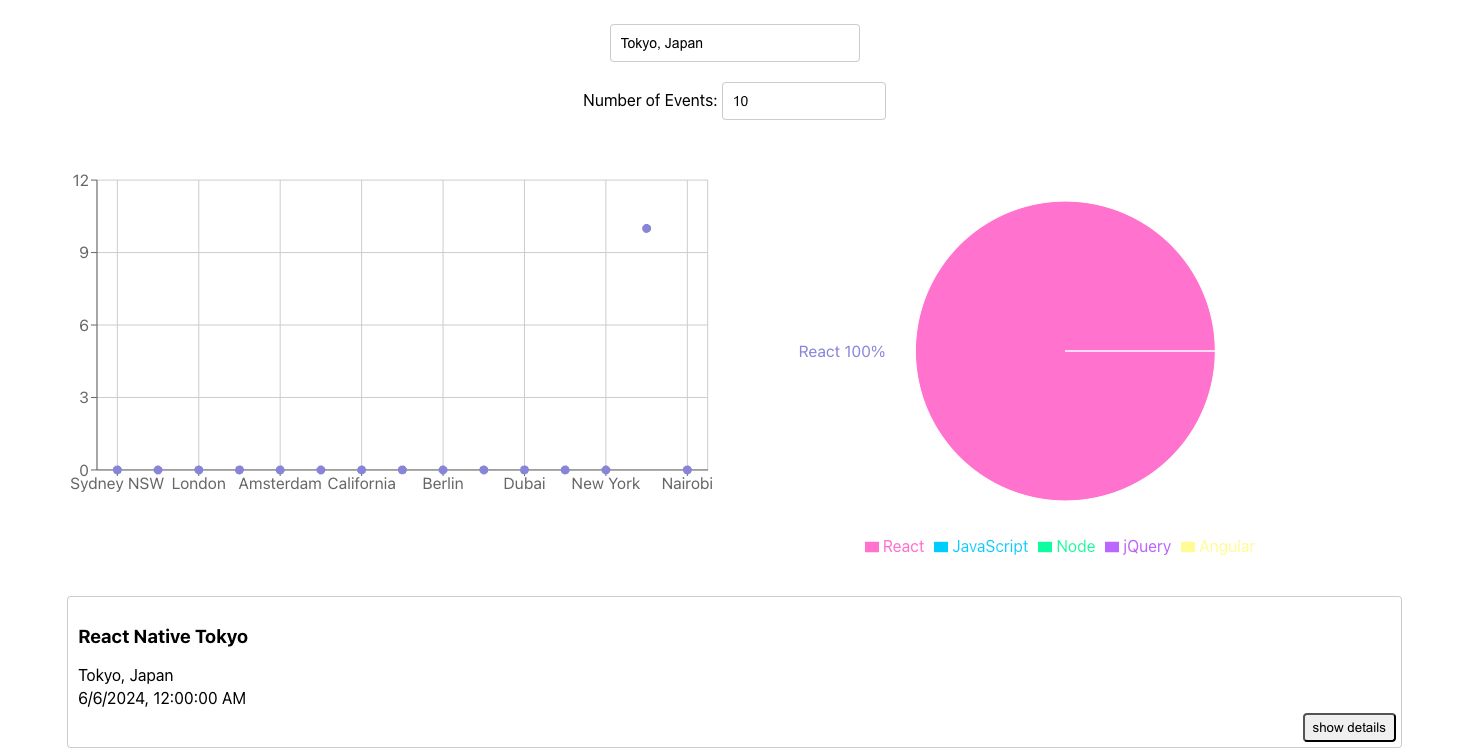 Tokyo, Japan
Number of Events: 10
12
9
6
3
0
Sydney NSW London Amsterdam California Berlin Dubai New York Nairobi
React 100%
React JavaScript Node jQuery Angular
React Native Tokyo
Tokyo, Japan
6/6/2024, 12:00:00 AM
show details